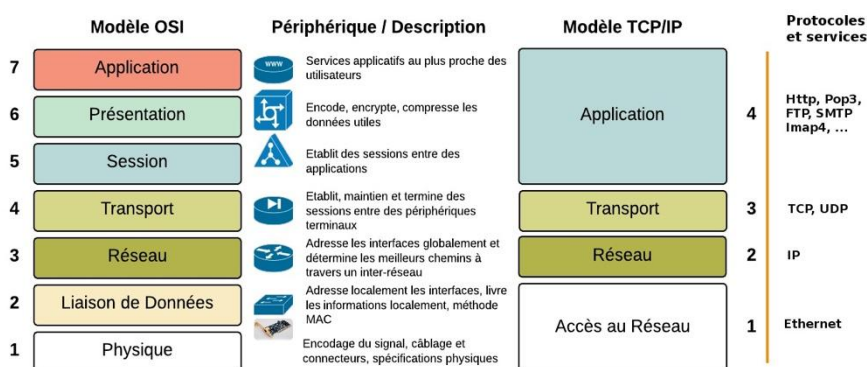 Modèle OSI
Périphérique / Description
Modèle TCP/IP
Protocoles
et services
7
Application
www
Services applicatifs au plus proche des
utilisateurs
6
Présentation
Encode, encrypte, compresse les
données utiles
5
Session
Etablit des sessions entre des
applications
Application
4
Http, Pop3,
FTP, SMTP
Imap4, ...
4
Transport
Etablit, maintien et termine des
sessions entre des périphériques
terminaux
Transport
3
TCP, UDP
3
Réseau
Adresse les interfaces globalement et
détermine les meilleurs chemins à
travers un inter-réseau
Réseau
2
IP
2
Liaison de Données
Adresse localement les interfaces, livre
les informations localement, méthode
MAC
Accès au Réseau
1
Ethernet
1
Physique
Encodage du signal, câblage et
connecteurs, spécifications physiques